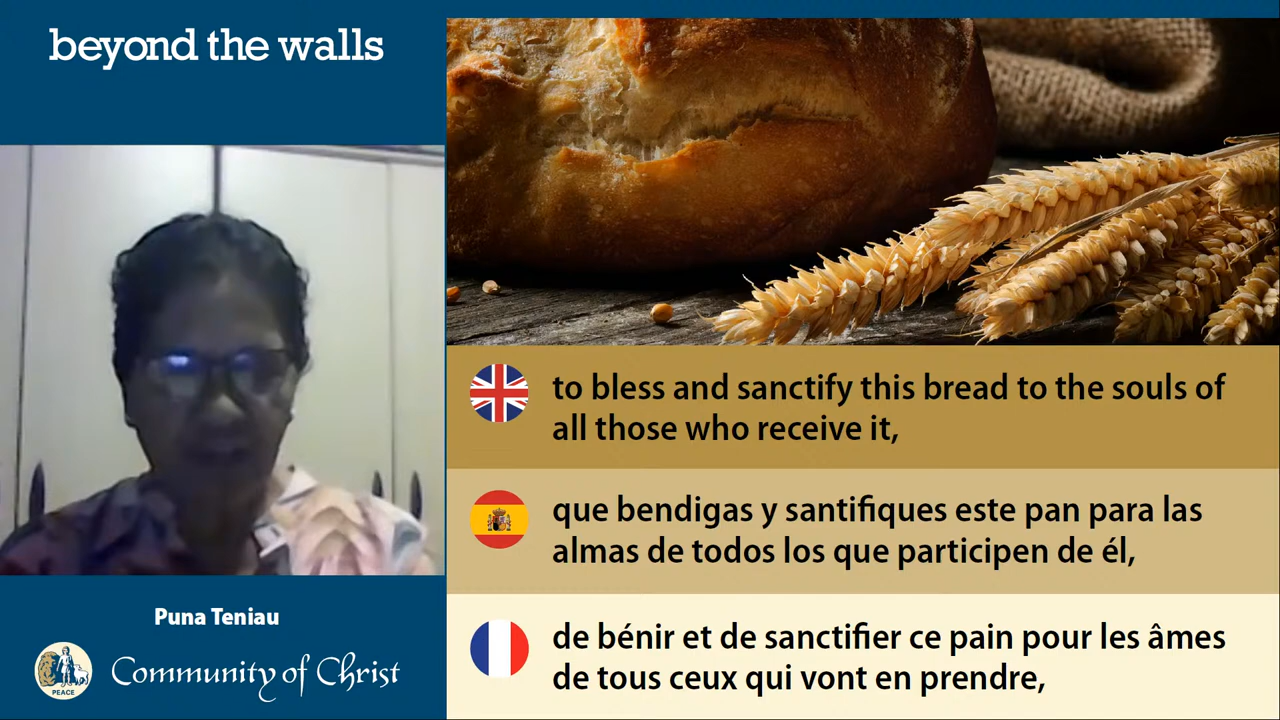 beyond the walls
to bless and sanctify this bread to the souls of
all those who receive it,
que bendigas y santifiques este pan para las
almas de todos los que participen de él,
de bénir et de sanctifier ce pain pour les âmes
de tous ceux qui vont en prendre,
Puna Teniau
PEACE
Community of Christ